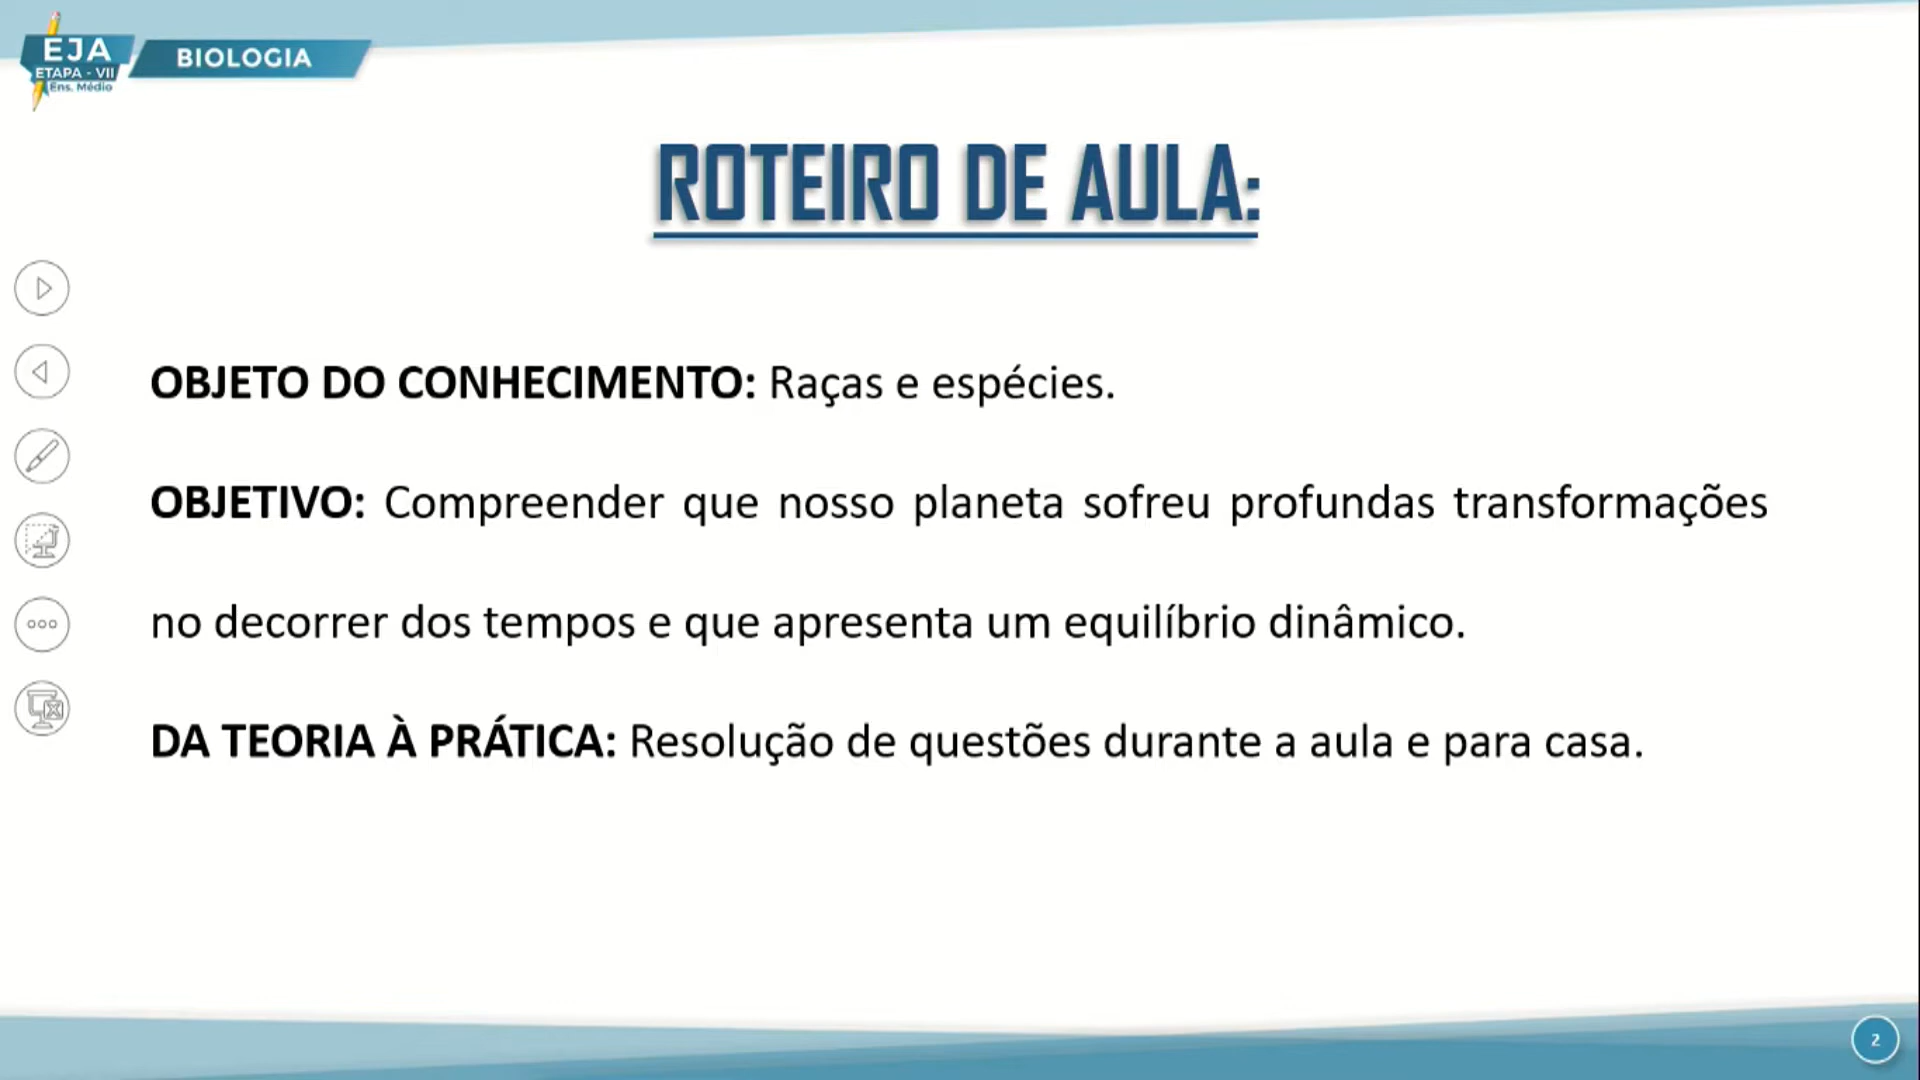 EJA
ETAPA - VII
Ens. Médio
BIOLOGIA
ROTEIRO DE AULA:
OBJETO DO CONHECIMENTO: Raças e espécies.
OBJETIVO: Compreender que nosso planeta sofreu profundas transformações
no decorrer dos tempos e que apresenta um equilíbrio dinâmico.
DA TEORIA À PRÁTICA: Resolução de questões durante a aula e para casa.
2